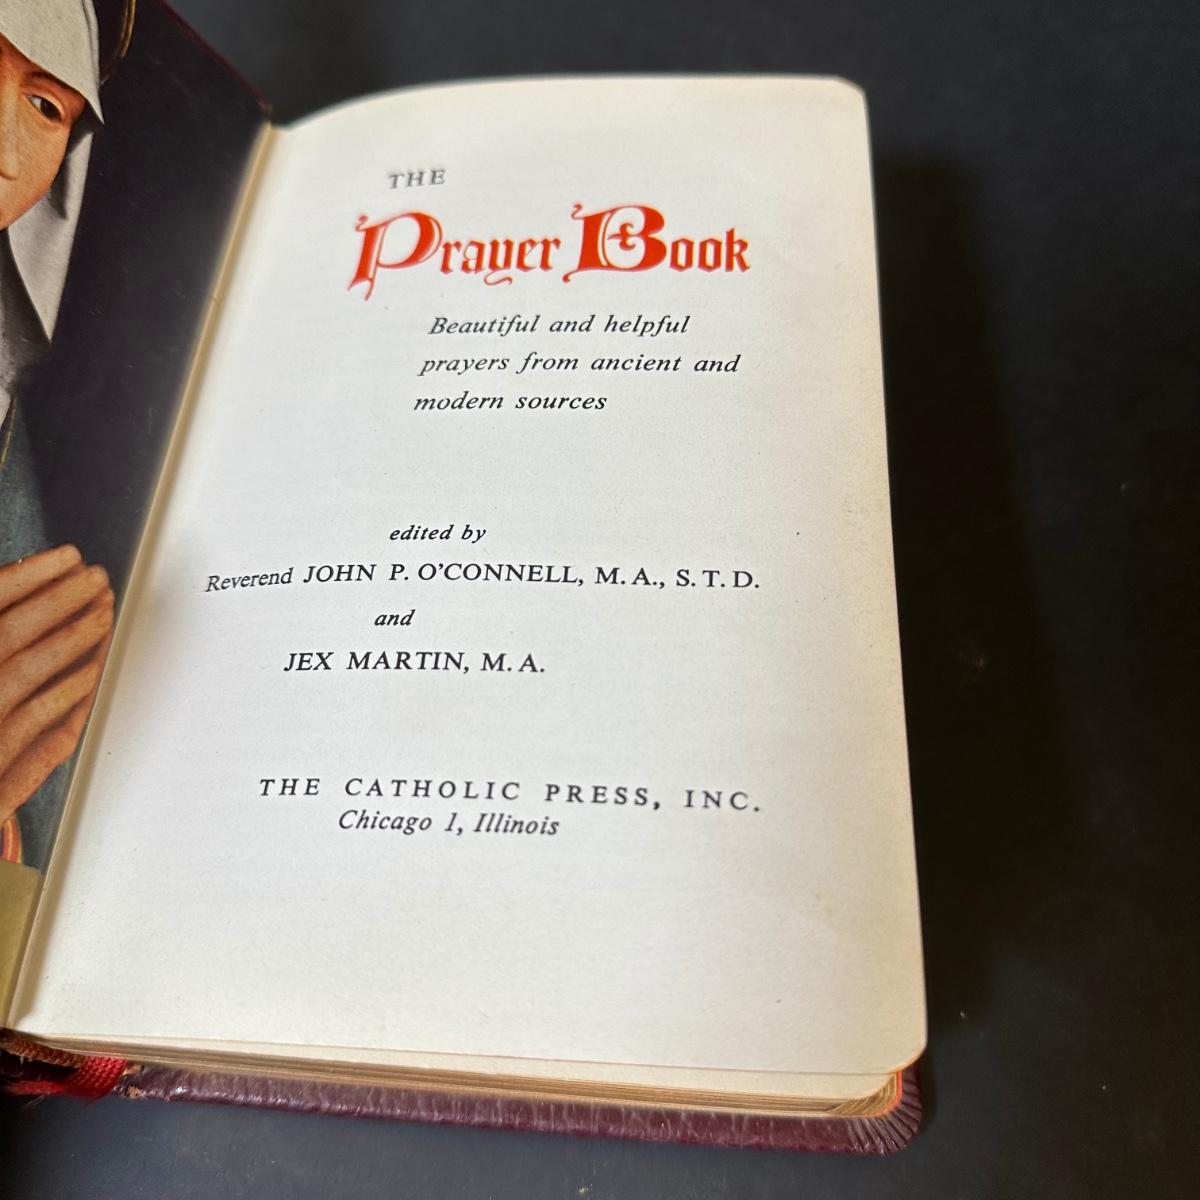 THE
Prayer Book
Beautiful and helpful
prayers from ancient and
modern sources
edited by
Reverend JOHN P. O'CONNELL, M.A., S.T.D.
and
JEX MARTIN, M.A.
THE CATHOLIC PRESS, INC.
Chicago 1, Illinois